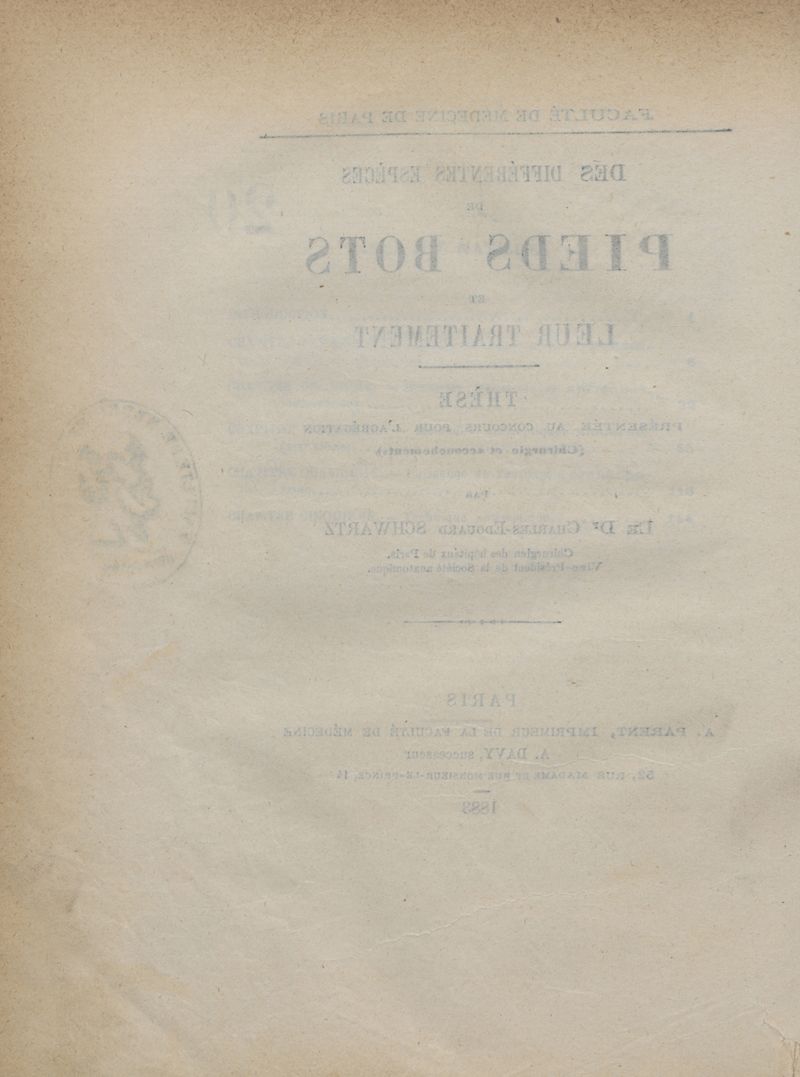 FACULTÉ DE MÉDECINE DE PARIS
DES DIFFÉRENTES ESPÈCES
DE
PIEDS BOTS
ET
LEUR TRAITEMENT
THÈSE
PRÉSENTÉE AU CONCOURS POUR L'AGRÉGATION
(Chirurgie et accouchements)
PAR
LE Dr CHARLES-EDOUARD SCHWARTZ
Chirurgien des hôpitaux de Paris,
Vice-Président de la Société anatomique.
PARIS
A. PARENT, IMPRIMEUR DE LA FACULTÉ DE MÉDECINE
A. DAVY, successeur
52, RUE MADAME ET RUE MONSIEUR-LE-PRINCE, 14
1883